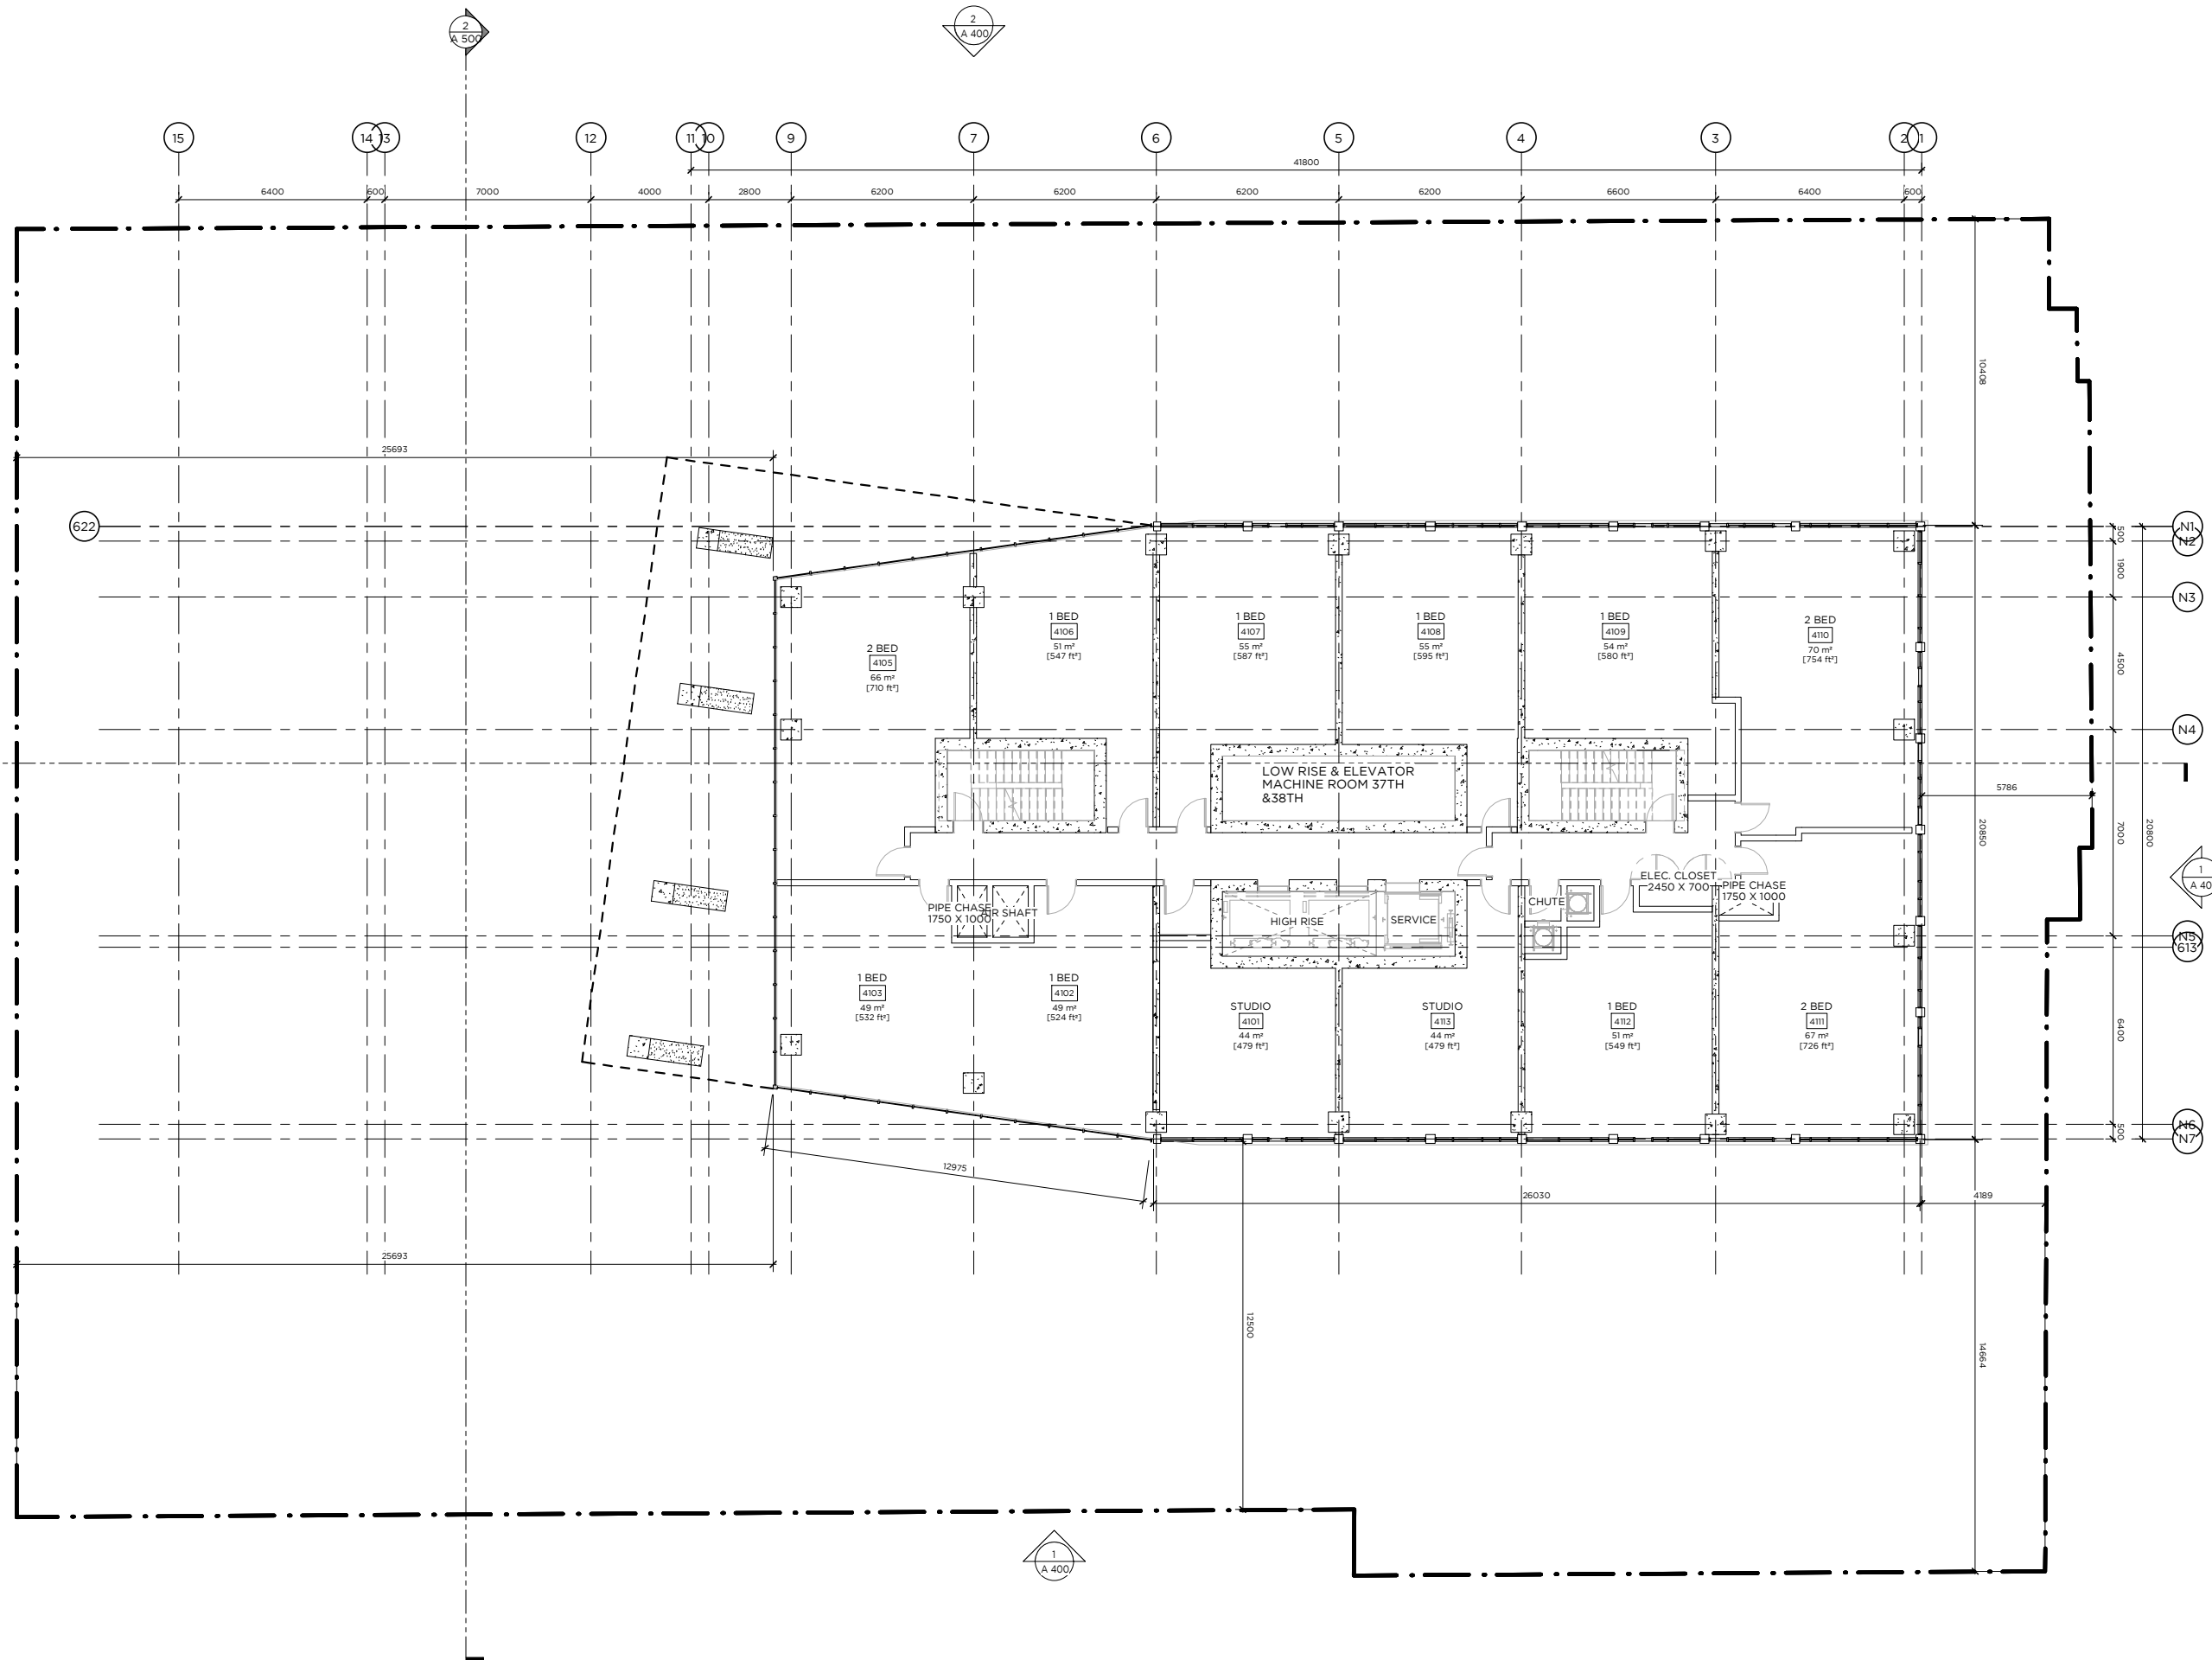 2
A 500
2
A 400
15
14
13
12
11
10
9
7
6
5
4
3
2
1
41800
6400
600
7000
4000
2800
6200
6200
6200
6200
6600
6400
600
10408
25693
622
N1
N2
N3
N4
N5
613
N6
N7
500
1900
4500
7000
6400
500
20800
20850
5786
1
A 40
2 BED
4105
66 m²
[710 ft²]
1 BED
4106
51 m²
[547 ft²]
1 BED
4107
55 m²
[587 ft²]
1 BED
4108
55 m²
[595 ft²]
1 BED
4109
54 m²
[580 ft²]
2 BED
4110
70 m²
[754 ft²]
LOW RISE & ELEVATOR
MACHINE ROOM 37TH
&38TH
PIPE CHASE
1750 X 1000
AIR SHAFT
HIGH RISE
SERVICE
CHUTE
ELEC. CLOSET
2450 X 700
PIPE CHASE
1750 X 1000
1 BED
4103
49 m²
[532 ft²]
1 BED
4102
49 m²
[524 ft²]
STUDIO
4101
44 m²
[479 ft²]
STUDIO
4113
44 m²
[479 ft²]
1 BED
4112
51 m²
[549 ft²]
2 BED
4111
67 m²
[726 ft²]
12975
26030
4189
25693
12500
14664
1
A 400